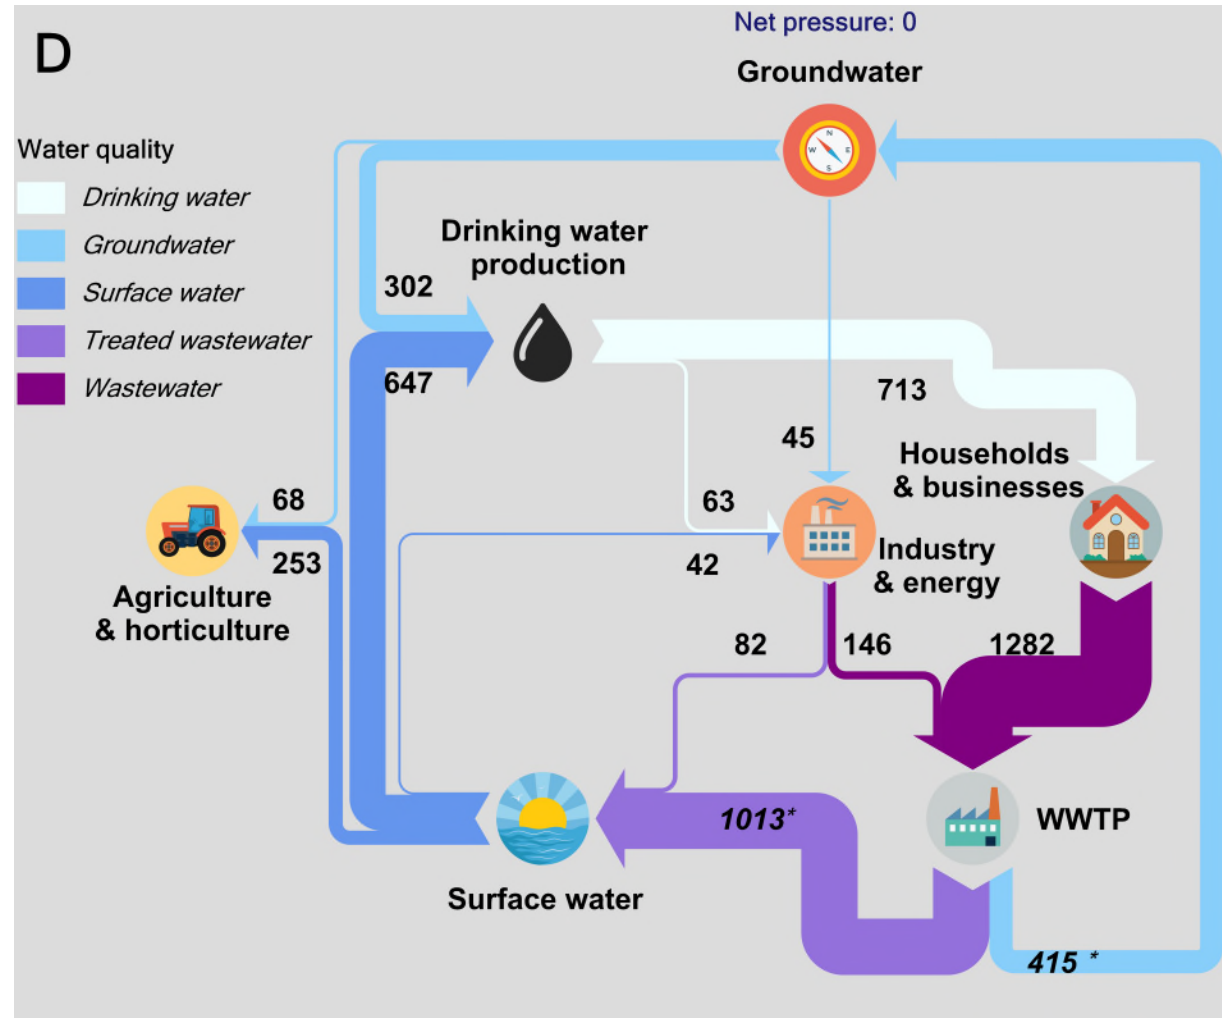 Net pressure: 0
D
Groundwater
Water quality
Drinking water
Groundwater
Surface water
Treated wastewater
Wastewater
N
W
E
S
Drinking water
production
302
647
713
45
Households
& businesses
68
63
253
42
Industry
& energy
Agriculture
& horticulture
82
146
1282
1013*
WWTP
Surface water
415 *